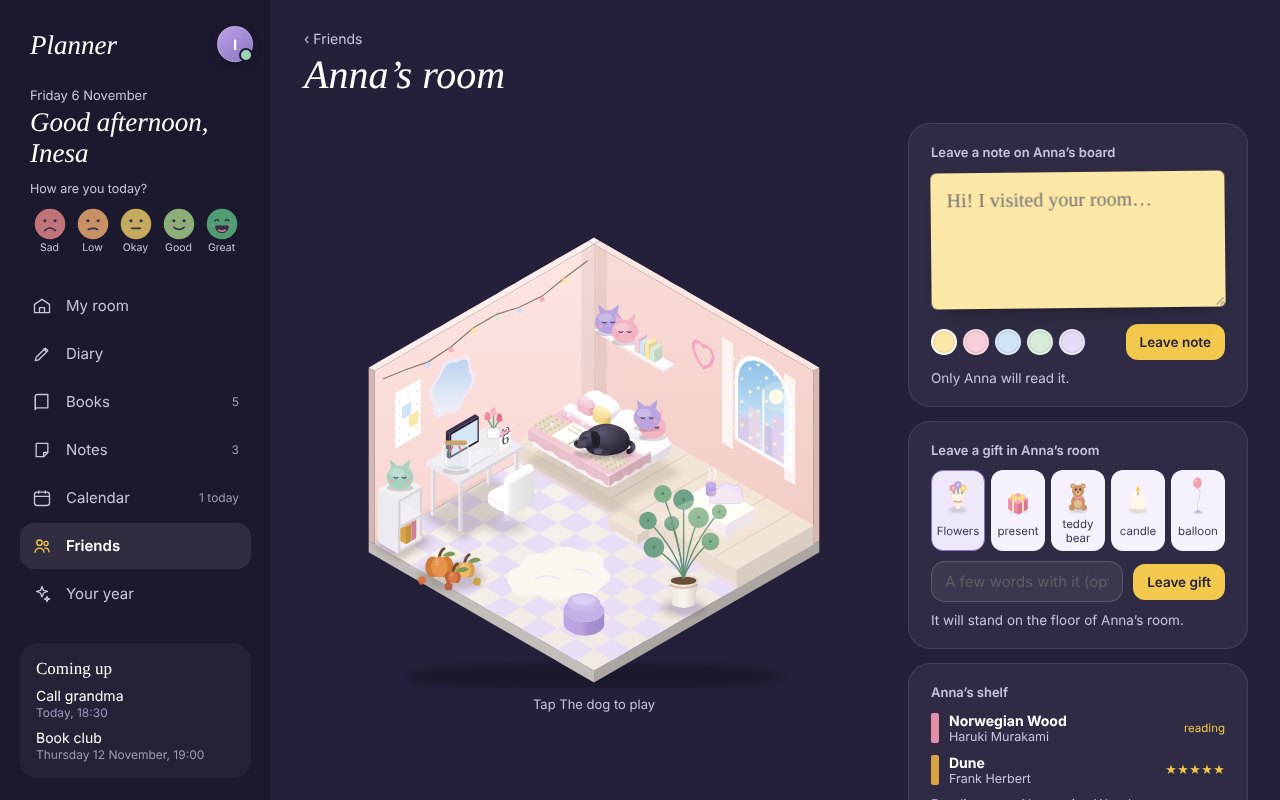 Planner
I
Friday 6 November
Good afternoon,
Inesa
How are you today?
Sad
Low
Okay
Good
Great
My room
Diary
Books 5
Notes 3
Calendar 1 today
Friends
Your year
Coming up
Call grandma
Today, 18:30
Book club
Thursday 12 November, 19:00
‹ Friends
Anna’s room
Tap The dog to play
Leave a note on Anna’s board
Hi! I visited your room…
Leave note
Only Anna will read it.
Leave a gift in Anna’s room
Flowers
present
teddy
bear
candle
balloon
A few words with it (op
Leave gift
It will stand on the floor of Anna’s room.
Anna’s shelf
Norwegian Wood
Haruki Murakami
reading
Dune
Frank Herbert
★★★★★